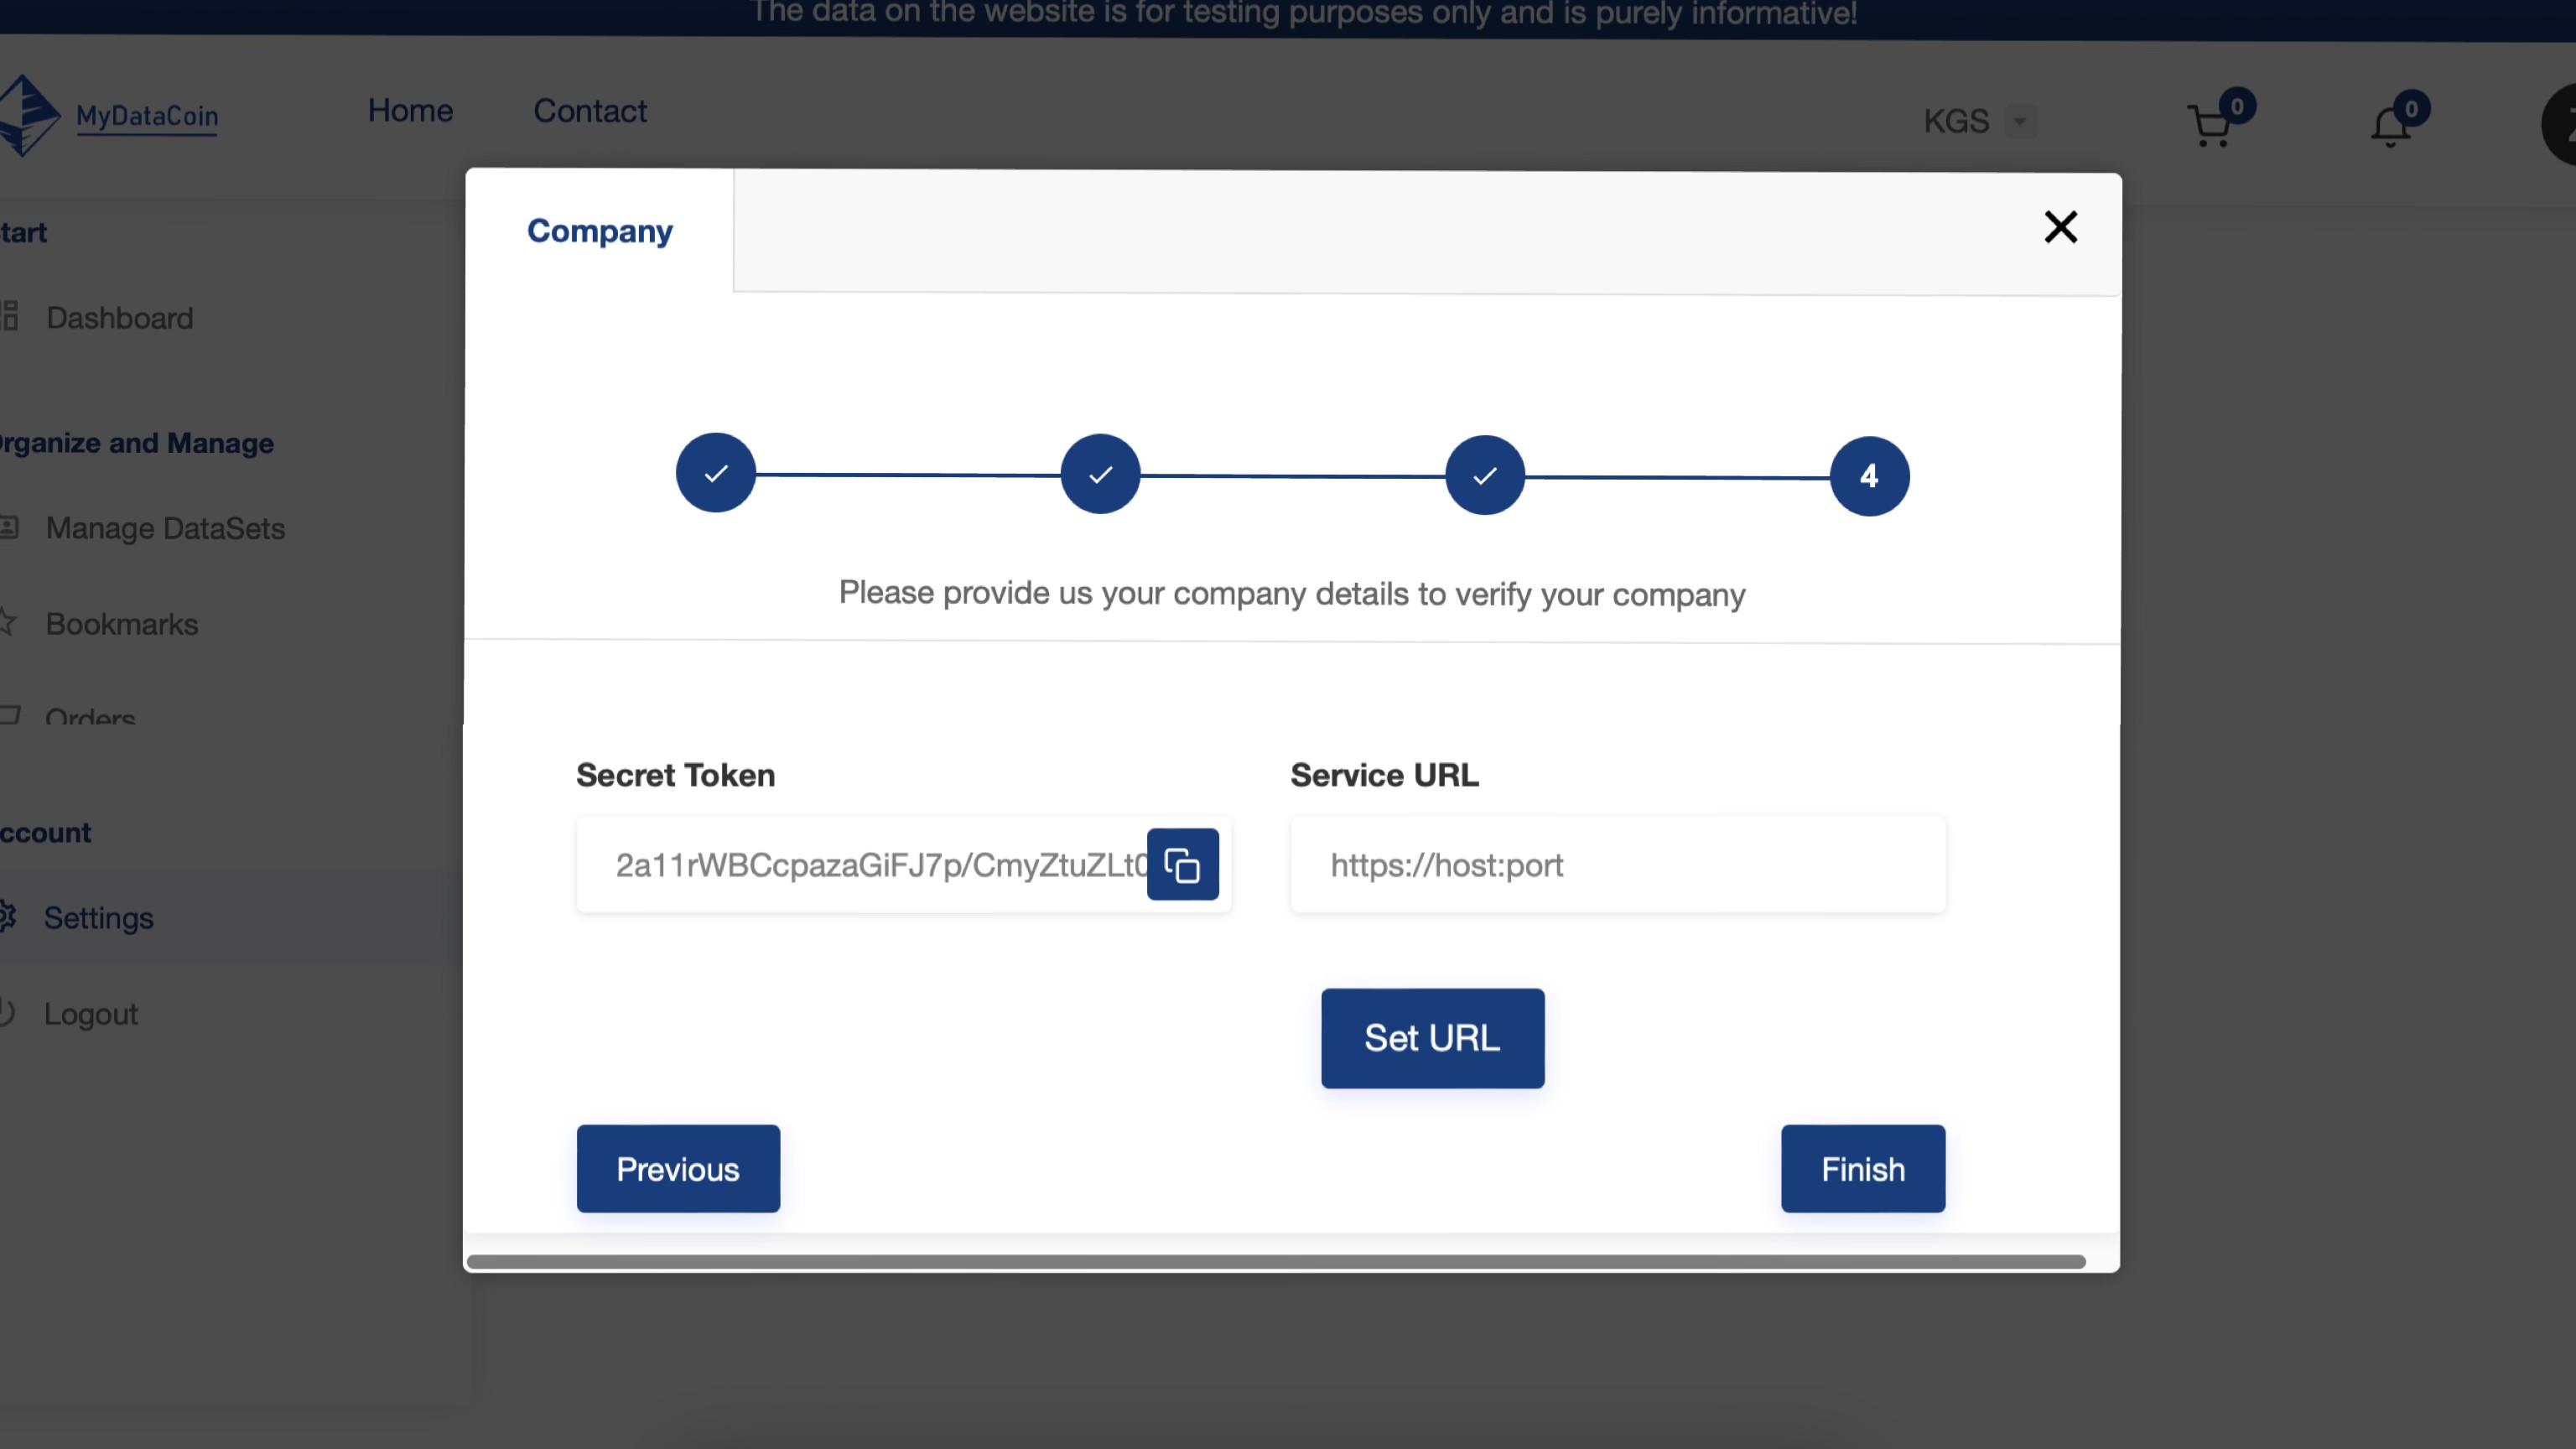 The data on the website is for testing purposes only and is purely informative!
MyDataCoin
Home
Contact
KGS
0
0
tart
Dashboard
rganize and Manage
Manage DataSets
Bookmarks
Orders
ccount
Settings
Logout
Company
4
Please provide us your company details to verify your company
Secret Token
Service URL
2a11rWBCcpazaGiFJ7p/CmyZtuZLt
https://host:port
Set URL
Previous
Finish